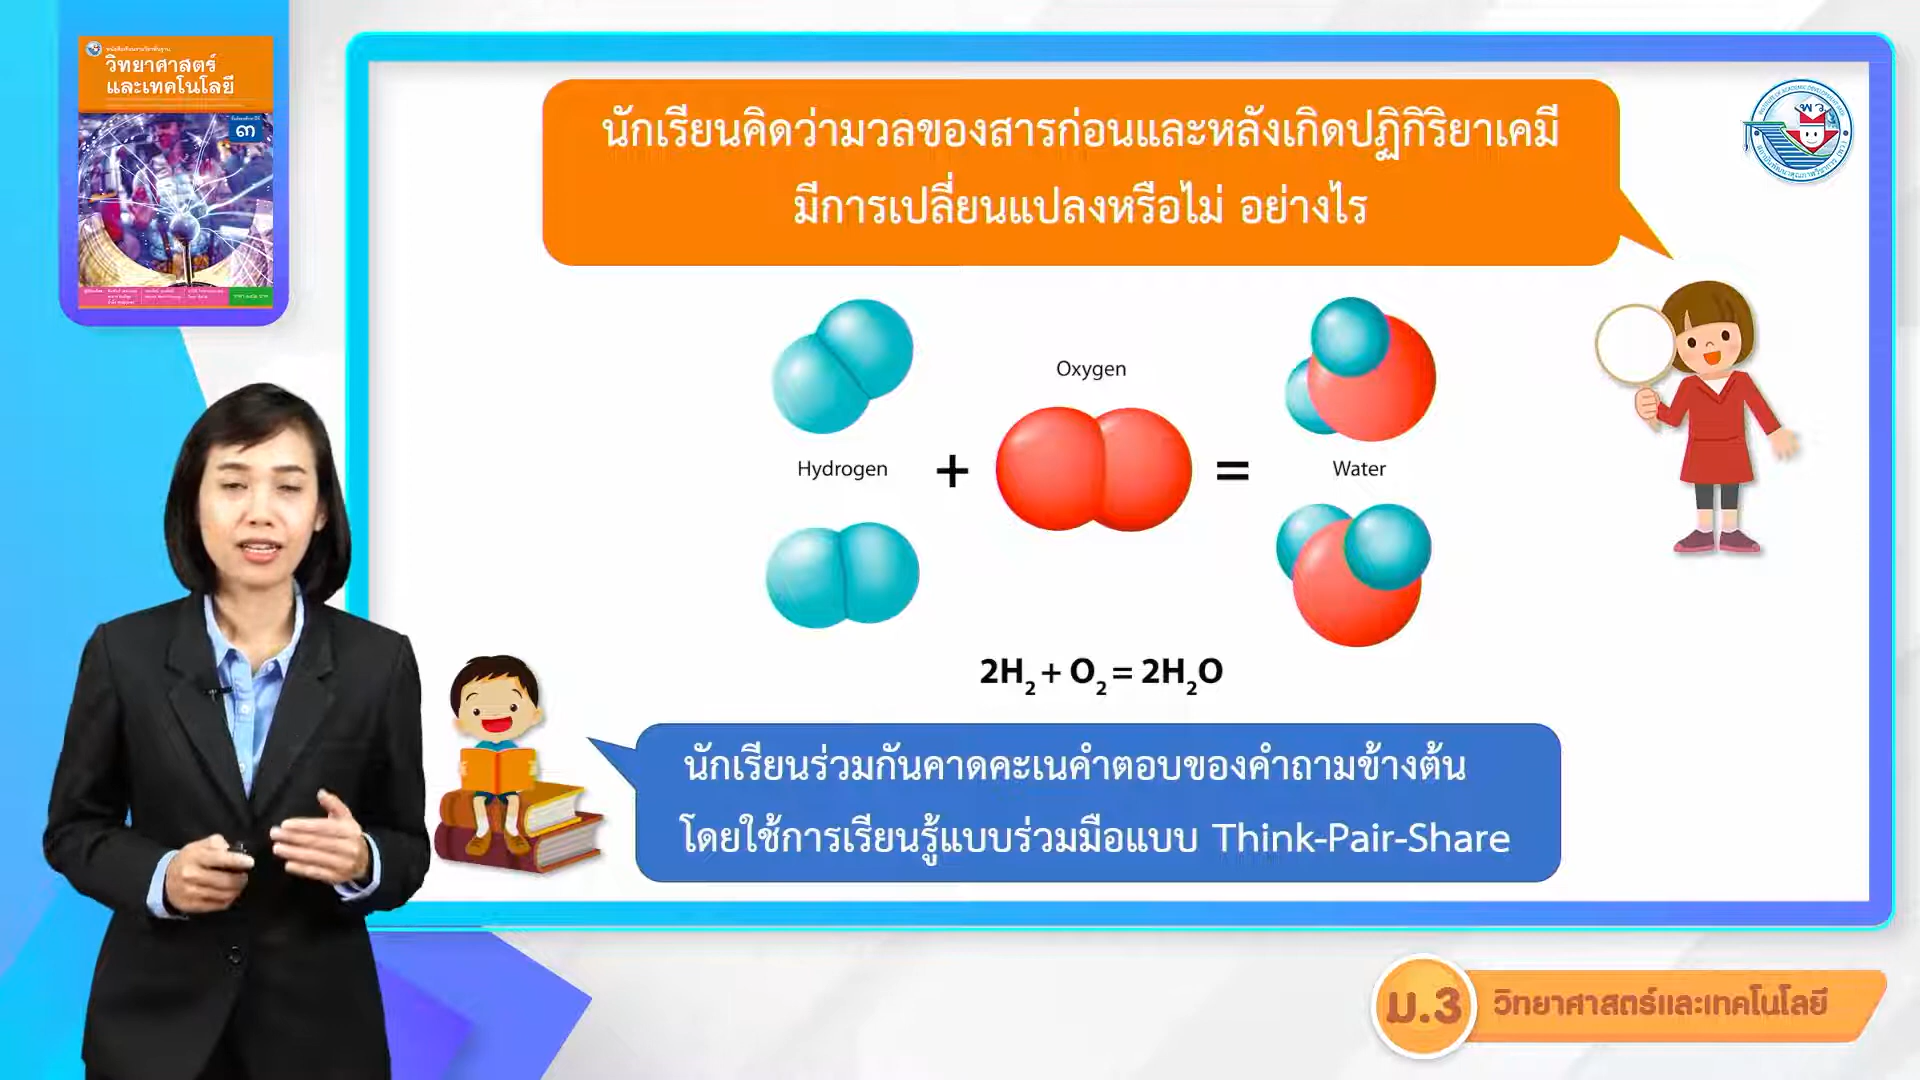 วิทยาศาสตร์
และเทคโนโลยี
๓
นักเรียนคิดว่ามวลของสารก่อนและหลังเกิดปฏิกิริยาเคมี
มีการเปลี่ยนแปลงหรือไม่ อย่างไร
พว
Oxygen
Hydrogen
+
=
Water
2H₂ + O₂ = 2H₂O
นักเรียนร่วมกันคาดคะเนคำตอบของคำถามข้างต้น
โดยใช้การเรียนรู้แบบร่วมมือแบบ Think-Pair-Share
ม.3
วิทยาศาสตร์และเทคโนโลยี